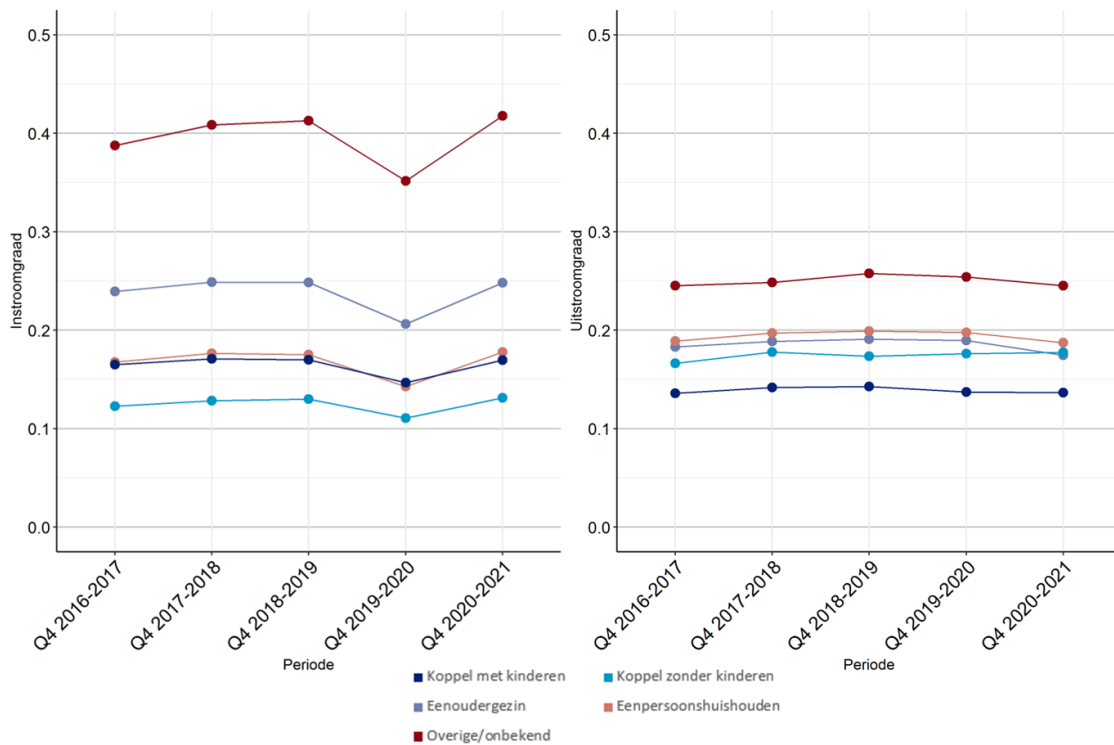 0.5
0.4
0.3
0.2
0.1
0.0
Instroomgraad
Q4 2016-2017
Q4 2017-2018
Q4 2018-2019
Q4 2019-2020
Q4 2020-2021
Periode
0.5
0.4
0.3
0.2
0.1
0.0
Uitstroomgraad
Q4 2016-2017
Q4 2017-2018
Q4 2018-2019
Q4 2019-2020
Q4 2020-2021
Periode
Koppel met kinderen
Koppel zonder kinderen
Eenoudergezin
Eenpersoonshuishouden
Overige/onbekend